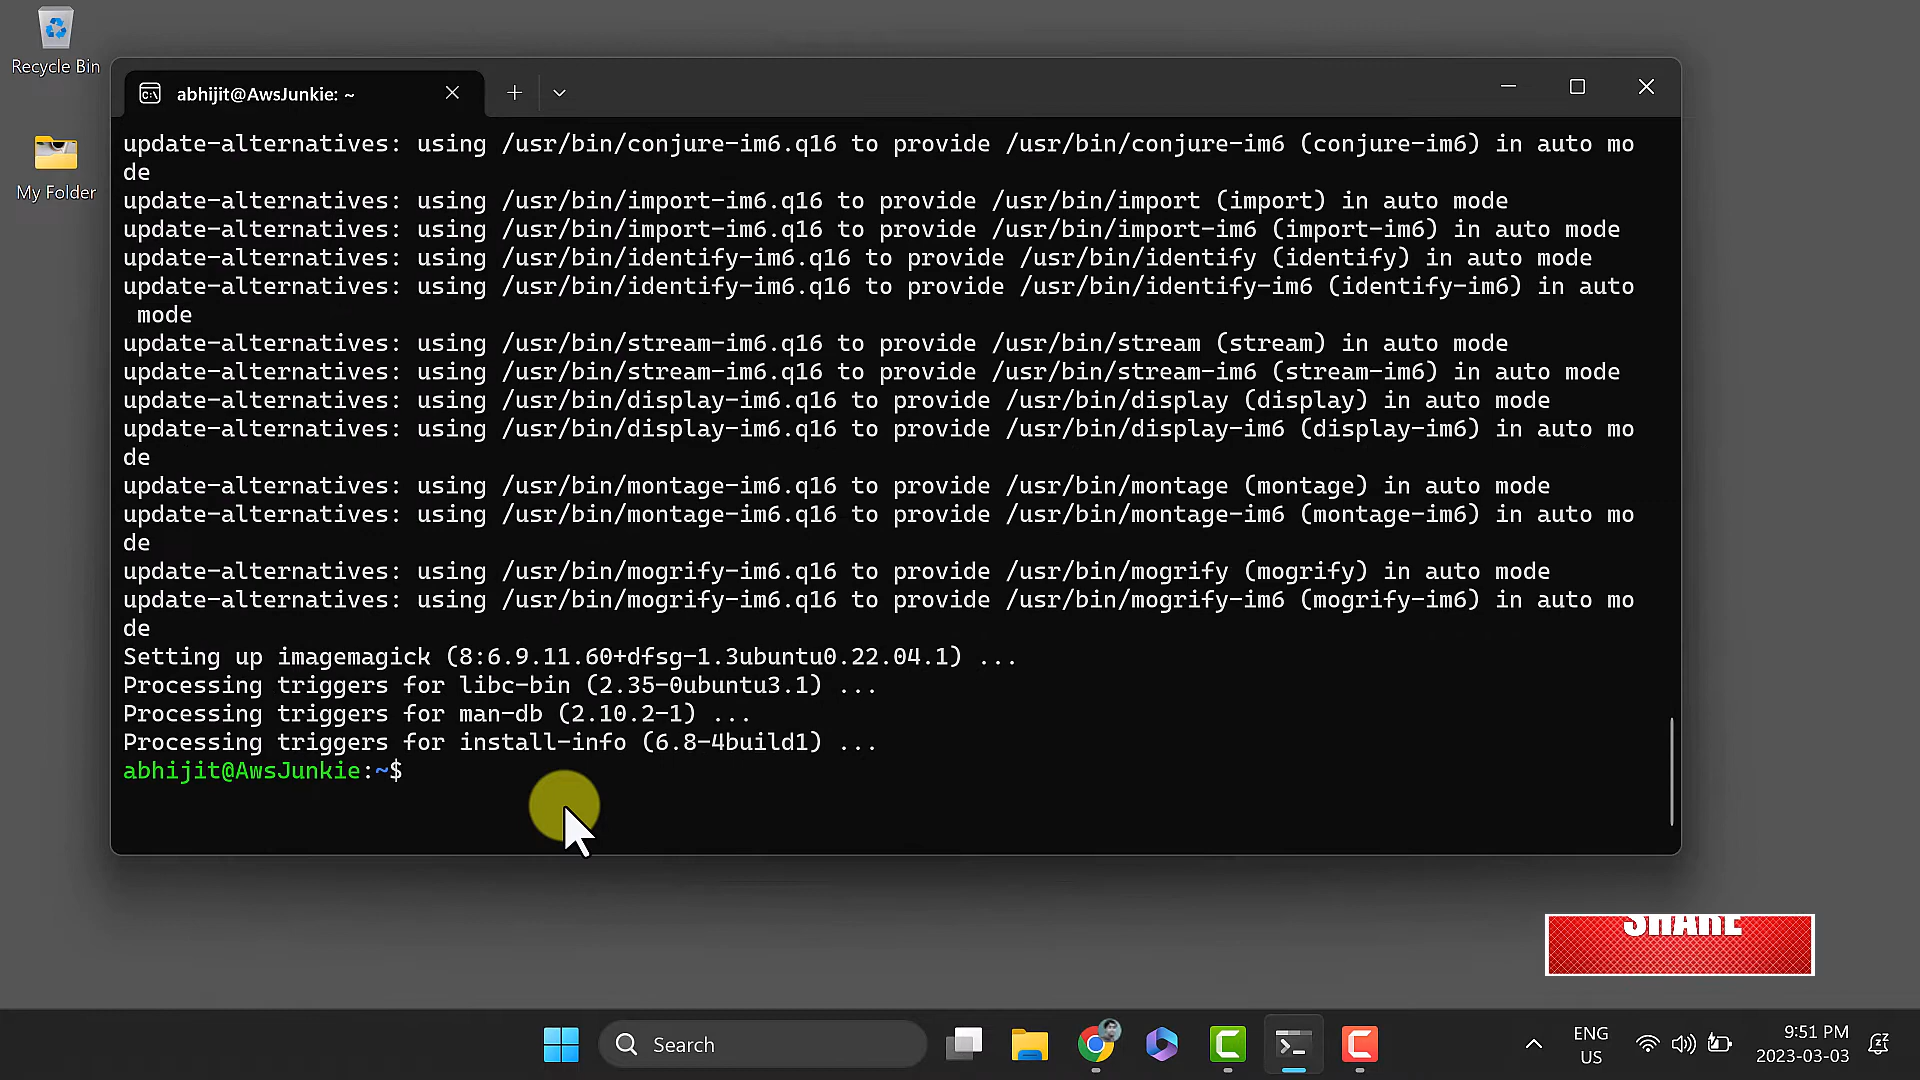 Recycle Bin
My Folder
abhijit@AwsJunkie: ~
update-alternatives: using /usr/bin/conjure-im6.q16 to provide /usr/bin/conjure-im6 (conjure-im6) in auto mo
de
update-alternatives: using /usr/bin/import-im6.q16 to provide /usr/bin/import (import) in auto mode
update-alternatives: using /usr/bin/import-im6.q16 to provide /usr/bin/import-im6 (import-im6) in auto mode
update-alternatives: using /usr/bin/identify-im6.q16 to provide /usr/bin/identify (identify) in auto mode
update-alternatives: using /usr/bin/identify-im6.q16 to provide /usr/bin/identify-im6 (identify-im6) in auto
mode
update-alternatives: using /usr/bin/stream-im6.q16 to provide /usr/bin/stream (stream) in auto mode
update-alternatives: using /usr/bin/stream-im6.q16 to provide /usr/bin/stream-im6 (stream-im6) in auto mode
update-alternatives: using /usr/bin/display-im6.q16 to provide /usr/bin/display (display) in auto mode
update-alternatives: using /usr/bin/display-im6.q16 to provide /usr/bin/display-im6 (display-im6) in auto mo
de
update-alternatives: using /usr/bin/montage-im6.q16 to provide /usr/bin/montage (montage) in auto mode
update-alternatives: using /usr/bin/montage-im6.q16 to provide /usr/bin/montage-im6 (montage-im6) in auto mo
de
update-alternatives: using /usr/bin/mogrify-im6.q16 to provide /usr/bin/mogrify (mogrify) in auto mode
update-alternatives: using /usr/bin/mogrify-im6.q16 to provide /usr/bin/mogrify-im6 (mogrify-im6) in auto mo
de
Setting up imagemagick (8:6.9.11.60+dfsg-1.3ubuntu0.22.04.1) ...
Processing triggers for libc-bin (2.35-0ubuntu3.1) ...
Processing triggers for man-db (2.10.2-1) ...
Processing triggers for install-info (6.8-4build1) ...
abhijit@AwsJunkie:~$
SHARE
Search
ENG
US
9:51 PM
2023-03-03